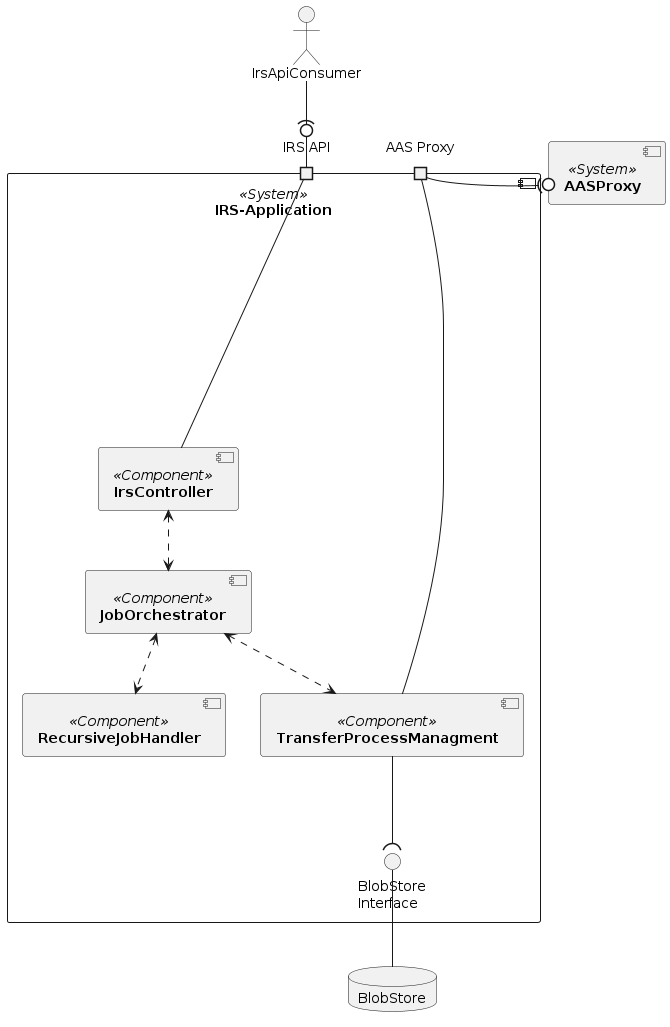 IrsApiConsumer
IRS API
AAS Proxy
«System»
AASProxy
«System»
IRS-Application
«Component»
IrsController
«Component»
JobOrchestrator
«Component»
RecursiveJobHandler
«Component»
TransferProcessManagment
BlobStore
Interface
BlobStore